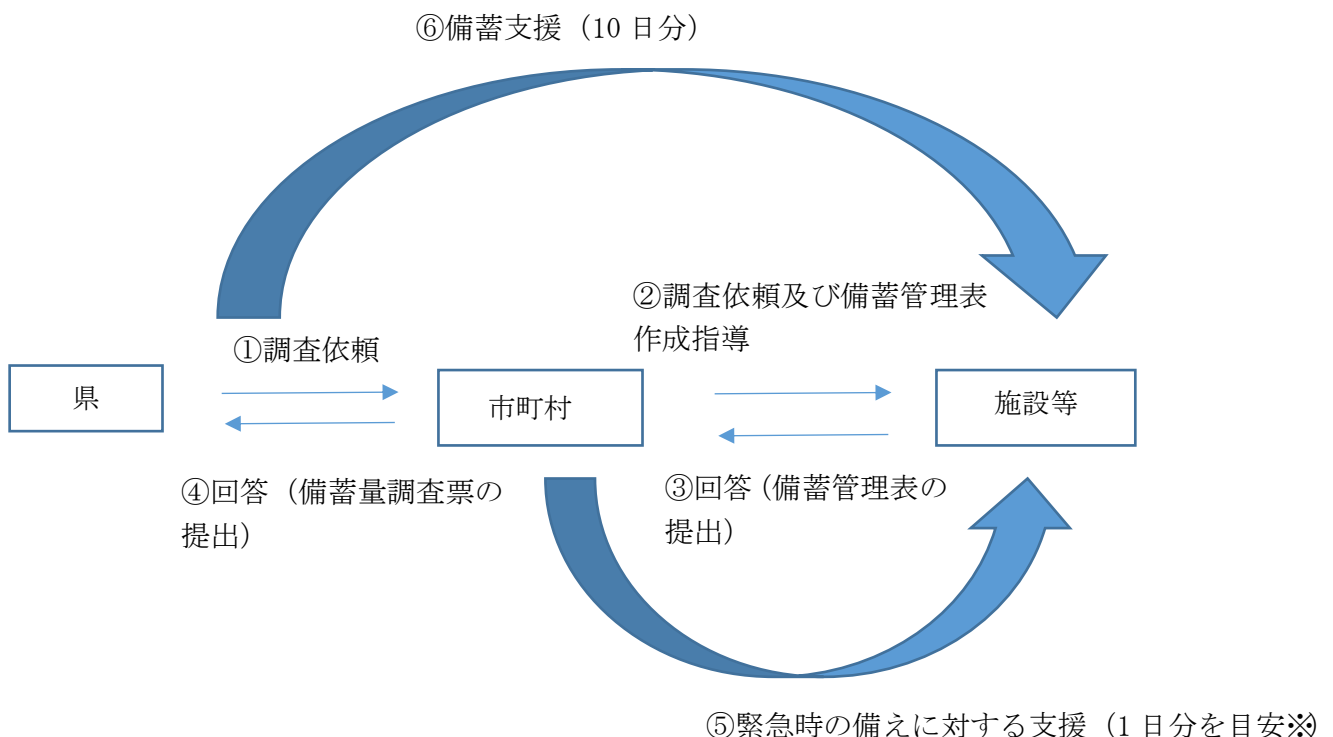 ⑥備蓄支援（10 日分）
②調査依頼及び備蓄管理表
作成指導
①調査依頼
県
市町村
施設等
④回答（備蓄量調査票の
提出）
③回答（備蓄管理表の
提出）
⑤緊急時の備えに対する支援（1 日分を目安※